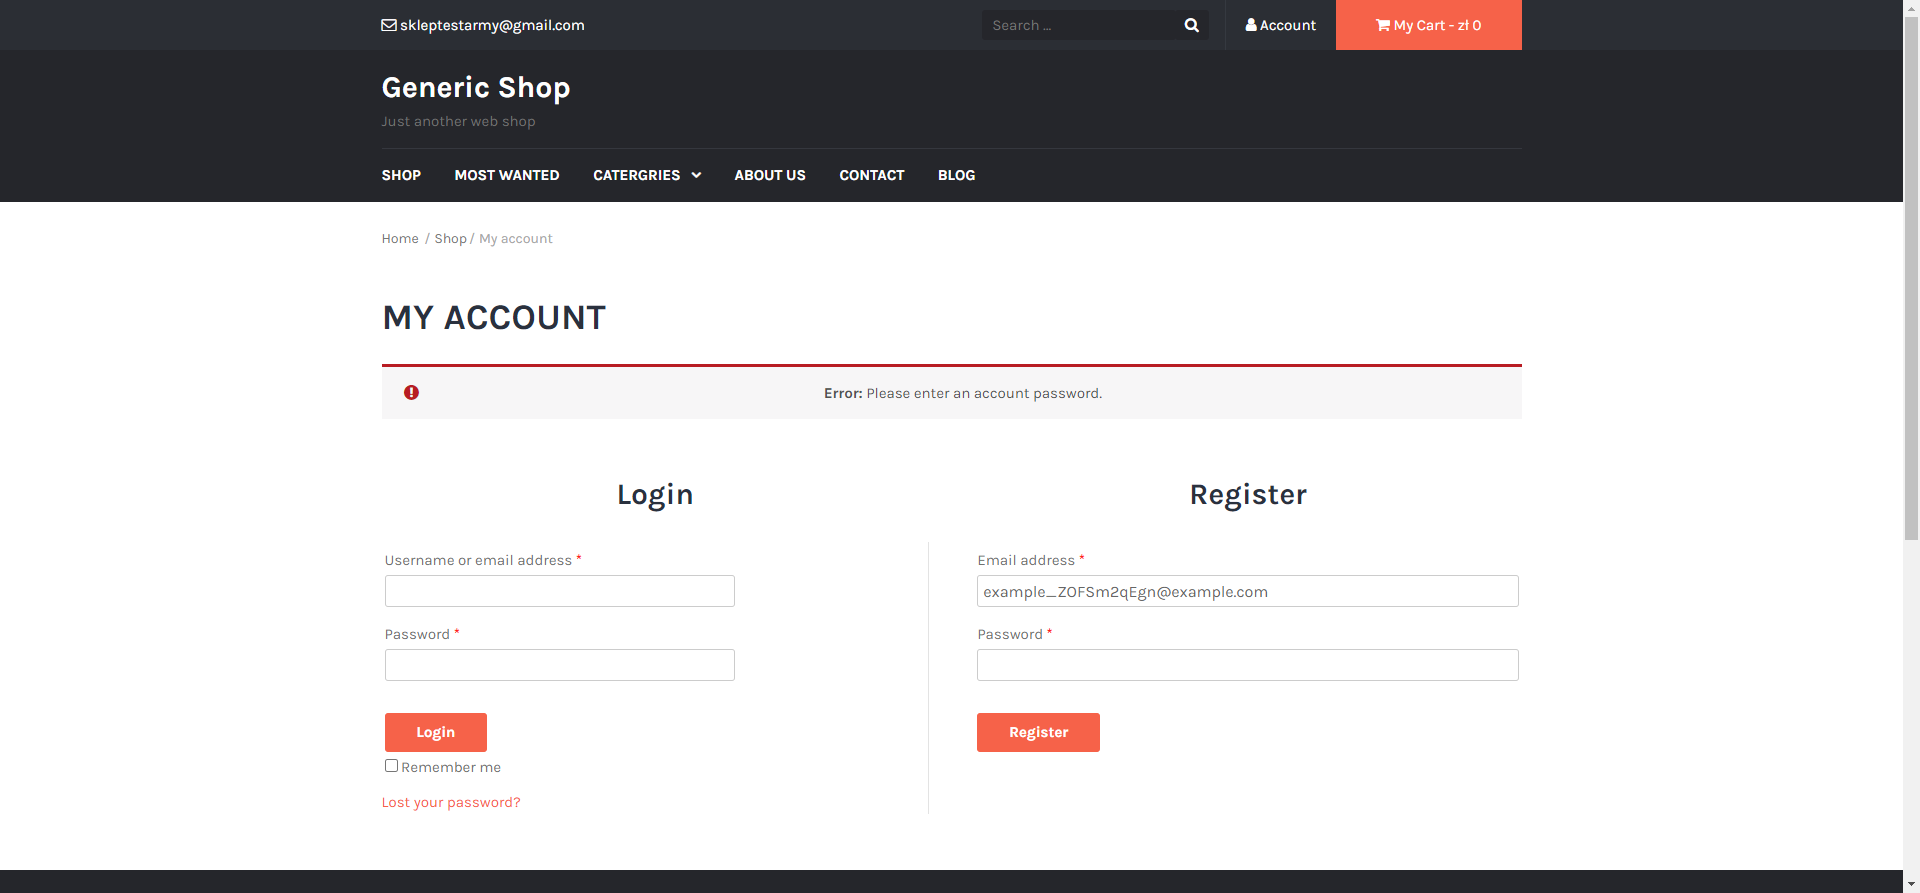 skleptestarmy@gmail.com
Search ...
Account
My Cart - zł 0
Generic Shop
Just another web shop
SHOP MOST WANTED CATERGRIES ABOUT US CONTACT BLOG
Home / Shop / My account
MY ACCOUNT
Error: Please enter an account password.
Login
Username or email address *
Password *
Login
Remember me
Lost your password?
Register
Email address *
example_ZOFSm2qEgn@example.com
Password *
Register